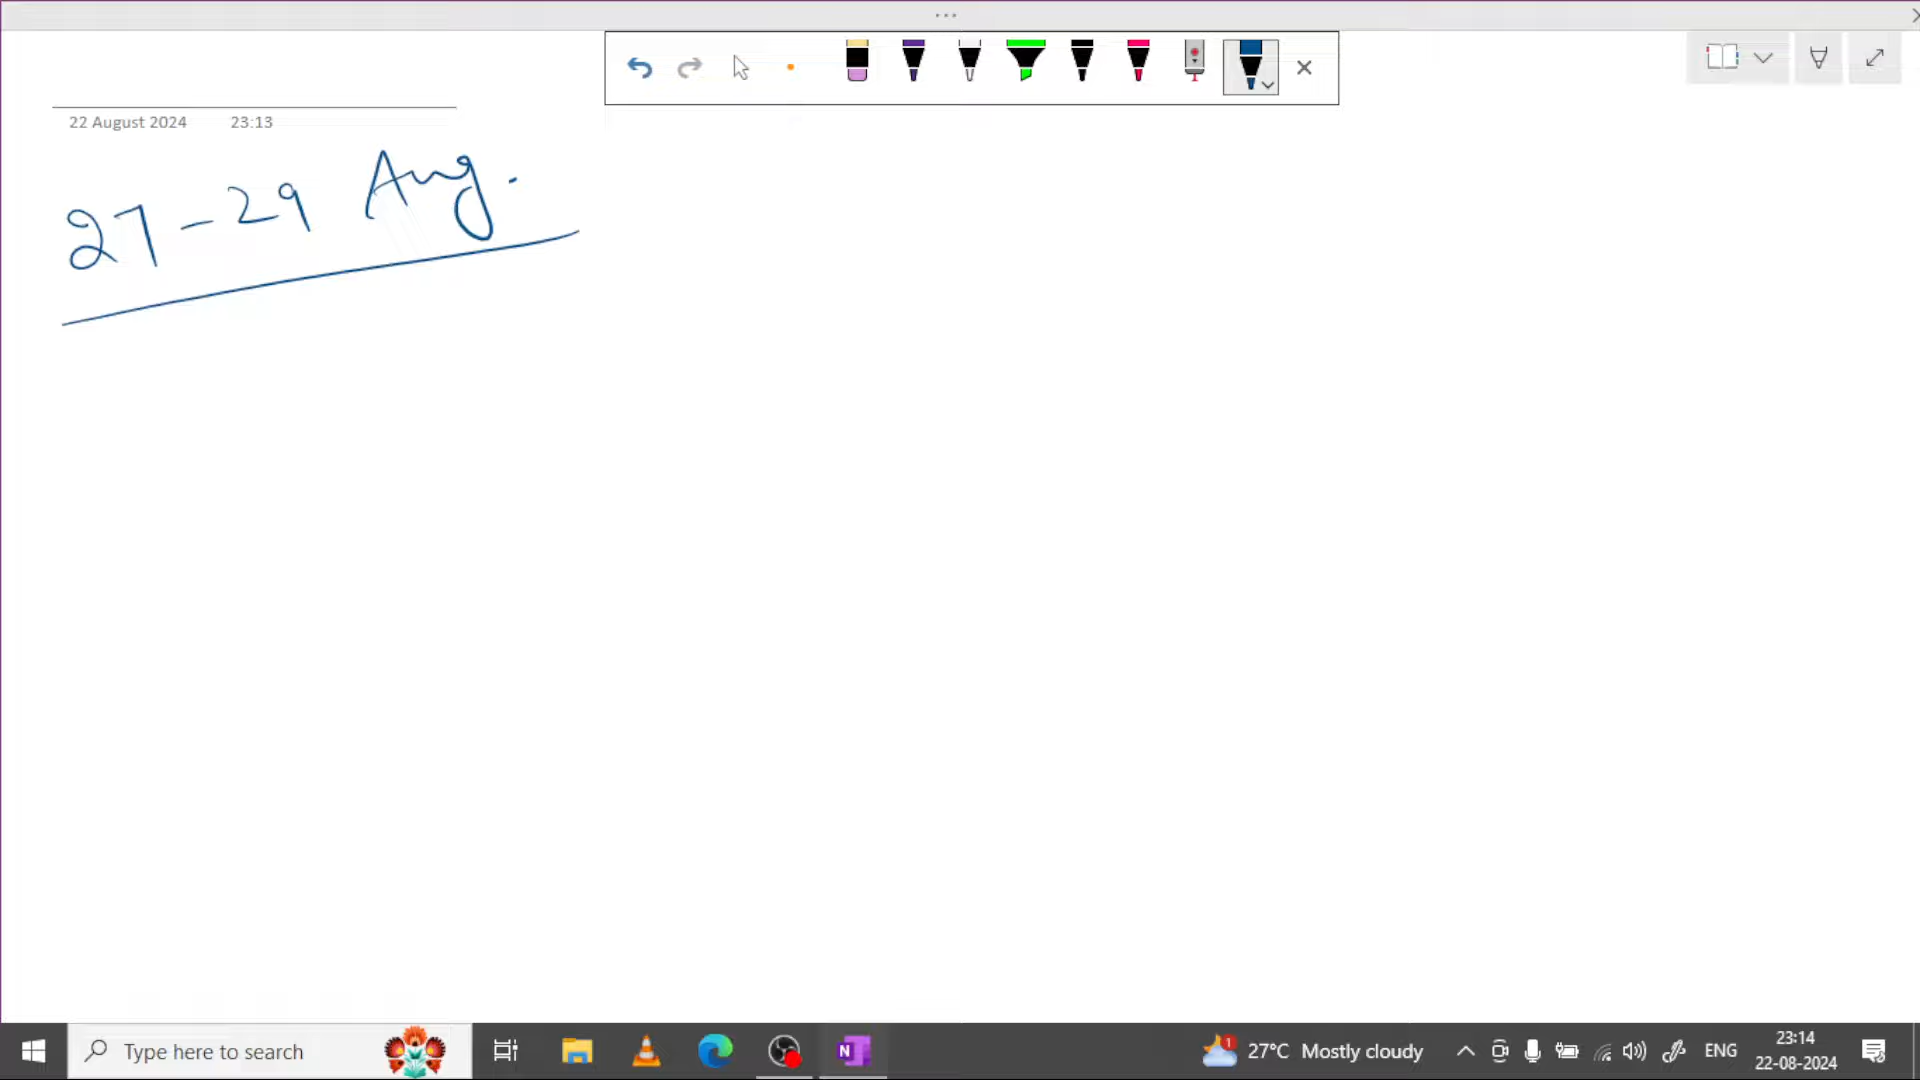 22 August 2024 23:13
27 - 29 Aug.
Type here to search
N
1
27°C Mostly cloudy
ENG
23:14
22-08-2024